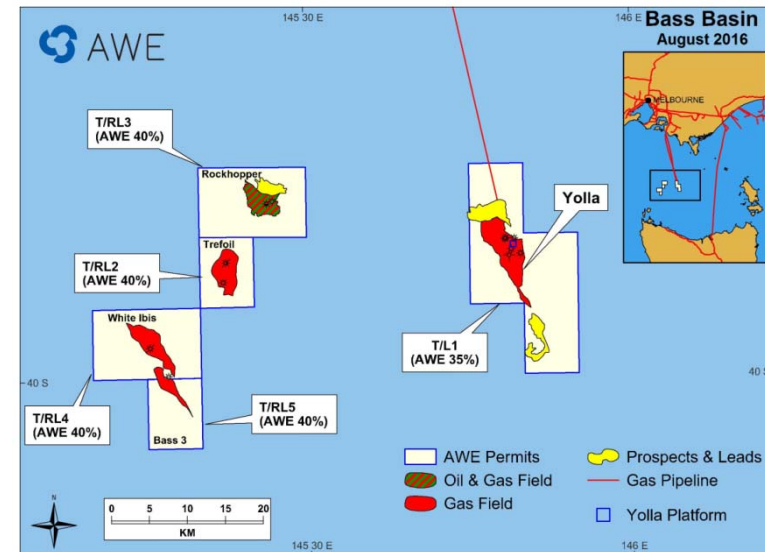 AWE
145 30 E
146 E
Bass Basin
August 2016
MELBOURNE
T/RL3
(AWE 40%)
Rockhopper
Yolla
Trefoil
T/RL2
(AWE 40%)
White Ibis
T/L1
(AWE 35%)
40 S
40
T/RL4
(AWE 40%)
T/RL5
(AWE 40%)
Bass 3
AWE Permits
Oil & Gas Field
Gas Field
Prospects & Leads
Gas Pipeline
Yolla Platform
N
0 5 10 20
KM
145 30 E
146 E